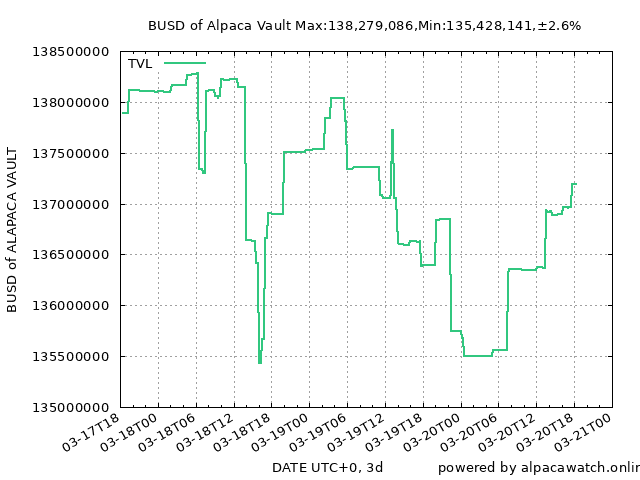 BUSD of Alpaca Vault Max:138,279,086,Min:135,428,141,±2.6%
TVL
138500000
138000000
137500000
137000000
136500000
136000000
135500000
135000000
BUSD of ALAPACA VAULT
03-17T18
03-18T00
03-18T06
03-18T12
03-18T18
03-19T00
03-19T06
03-19T12
03-19T18
03-20T00
03-20T06
03-20T12
03-20T18
03-21T00
DATE UTC+0, 3d
powered by alpacawatch.onlin